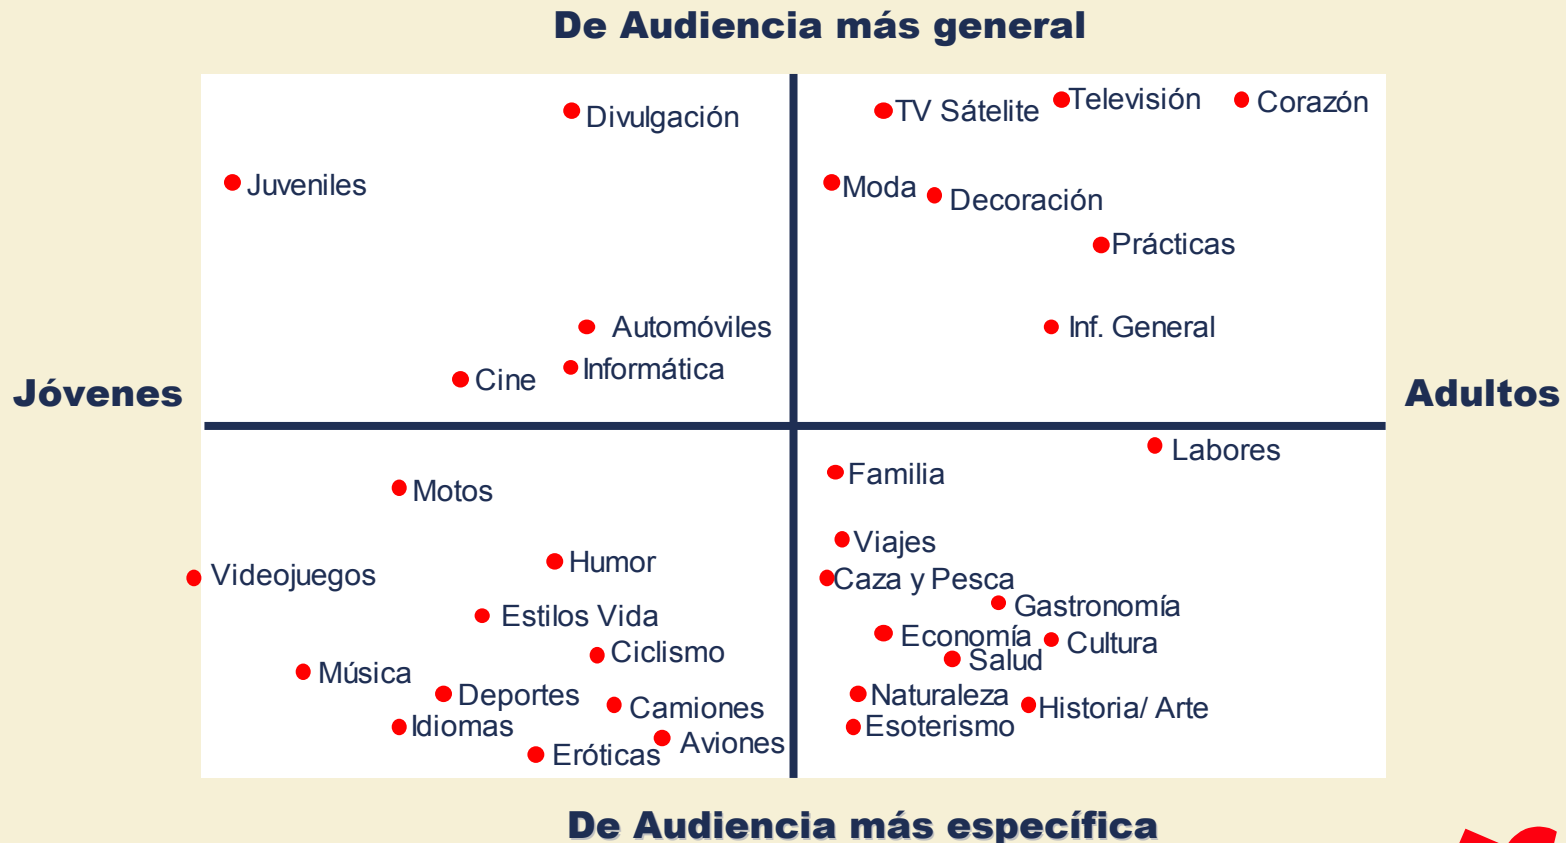 De Audiencia más general
Divulgación
TV Sátelite
Televisión
Corazón
Juveniles
Moda
Decoración
Prácticas
Automóviles
Inf. General
Informática
Cine
Jóvenes
Adultos
Labores
Familia
Motos
Viajes
Humor
Videojuegos
Caza y Pesca
Gastronomía
Estilos Vida
Economía
Cultura
Ciclismo
Salud
Música
Deportes
Naturaleza
Camiones
Historia/ Arte
Idiomas
Esoterismo
Aviones
Eróticas
De Audiencia más específica